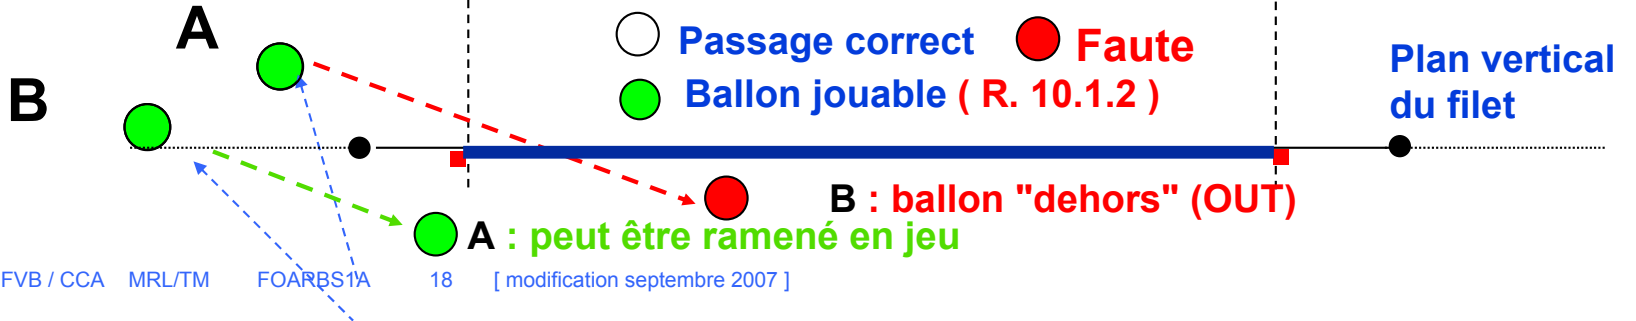 A
B
Passage correct
Faute
Ballon jouable ( R. 10.1.2 )
Plan vertical
du filet
B : ballon "dehors" (OUT)
A : peut être ramené en jeu
FVB / CCA MRL/TM FOARBS1A 18 [ modification septembre 2007 ]